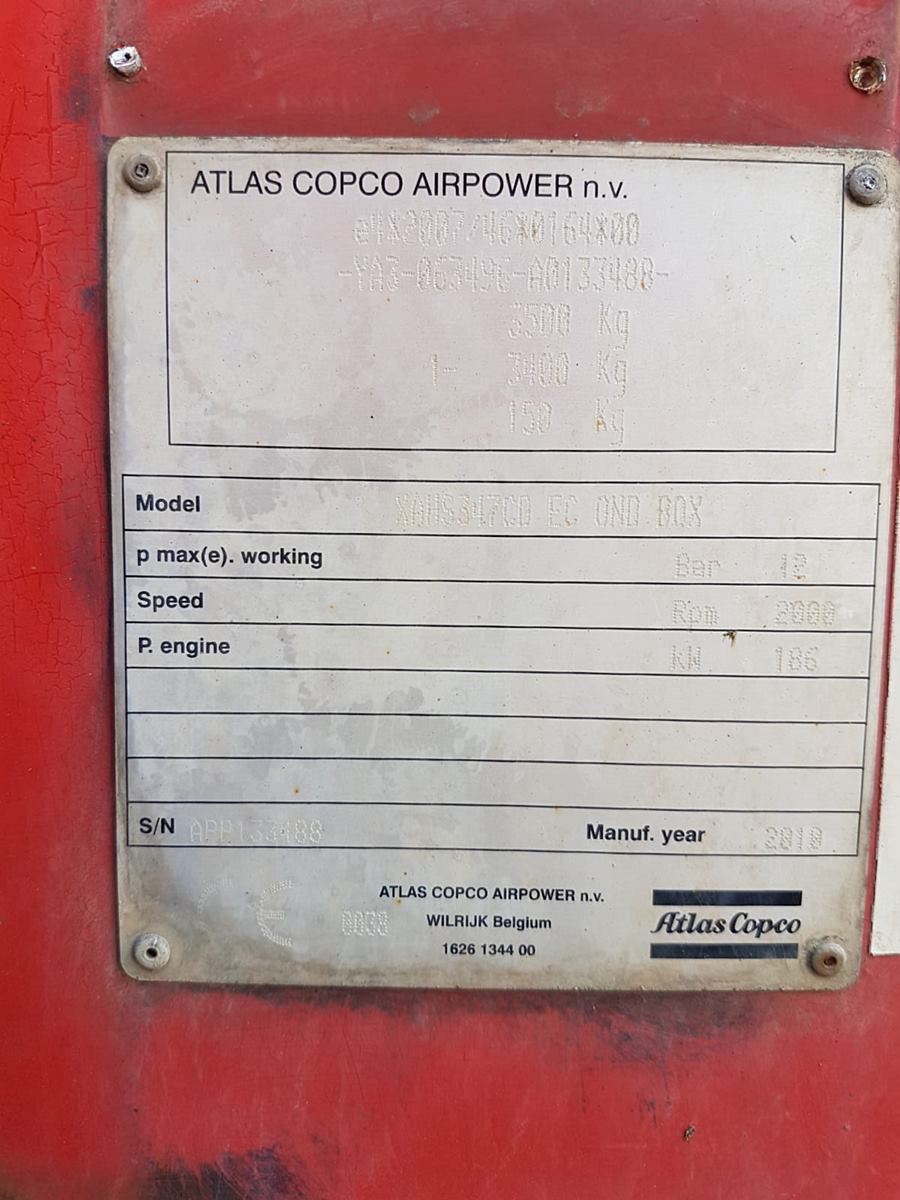 ATLAS COPCO AIRPOWER n.v.
e4*2007/46*0164*00
-YA3-063496-A0133488-
3500 Kg
1- 3400 Kg
150 Kg
Model XAHS347CD EC OND BOX
p max(e). working Bar 12
Speed Rpm 2000
P. engine kW 186
S/N APP133488 Manuf. year 2010
CE 0038
ATLAS COPCO AIRPOWER n.v.
WILRIJK Belgium
1626 1344 00
Atlas Copco